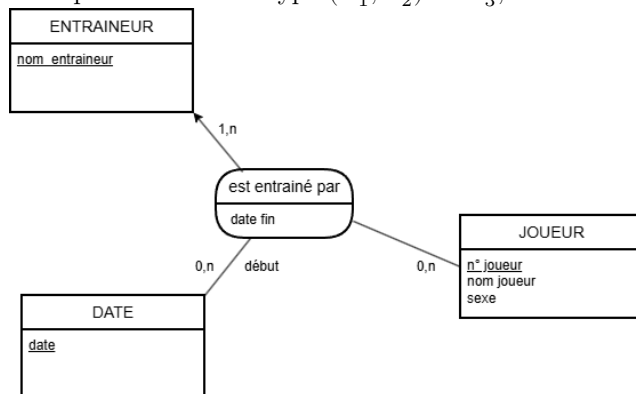 ENTRAINEUR
nom_entraineur
1,n
est entrainé par
date fin
JOUEUR
n° joueur
nom joueur
sexe
0,n
début
0,n
DATE
date